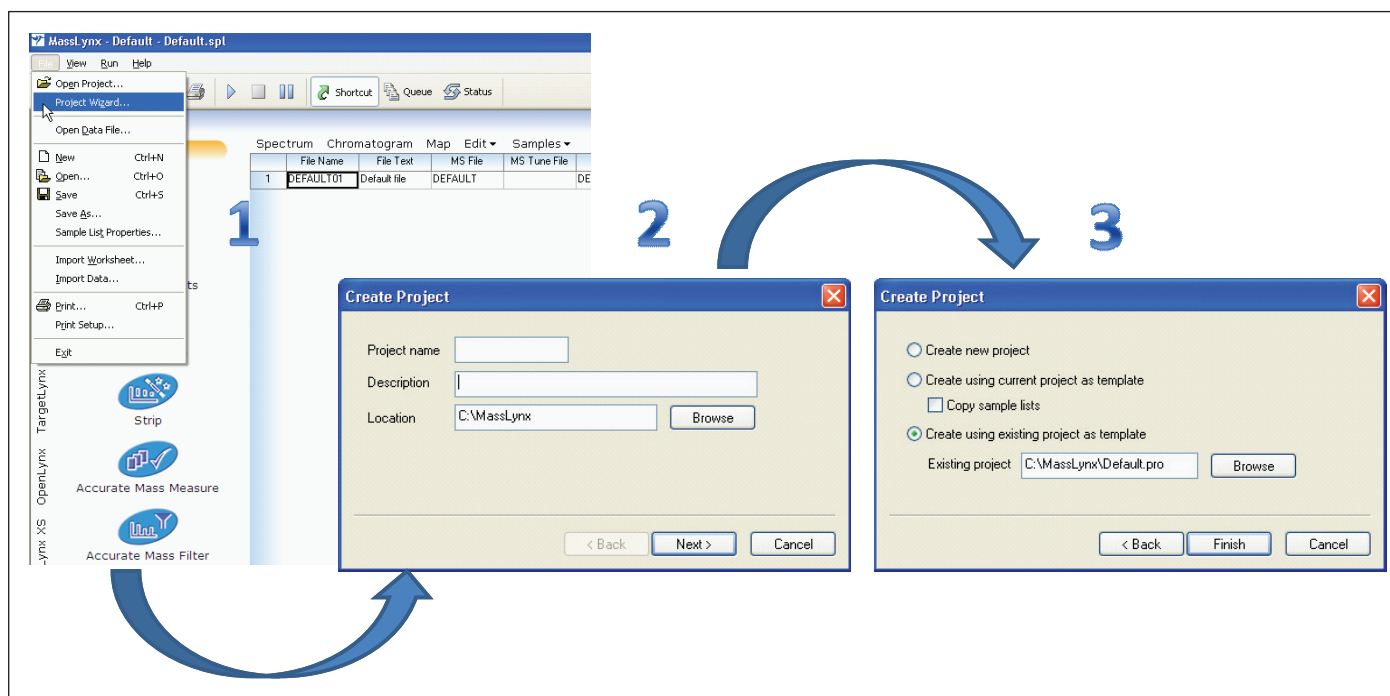 MassLynx - Default - Default.spl
File View Run Help
Open Project...
Project Wizard...
Open Data File...
New Ctrl+N
Open... Ctrl+O
Save Ctrl+S
Save As...
Sample List Properties...
Import Worksheet...
Import Data...
Print... Ctrl+P
Print Setup...
Exit
Shortcut Queue Status
Spectrum Chromatogram Map Edit Samples
File Name File Text MS File MS Tune File
1 DEFAULT01 Default file DEFAULT DE
ts
TargetLynx
OpenLynx
Lynx XS
Strip
Accurate Mass Measure
Accurate Mass Filter
1
2
Create Project
Project name
Description
Location C:\MassLynx Browse
< Back Next > Cancel
3
Create Project
Create new project
Create using current project as template
Copy sample lists
Create using existing project as template
Existing project C:\MassLynx\Default.pro Browse
< Back Finish Cancel